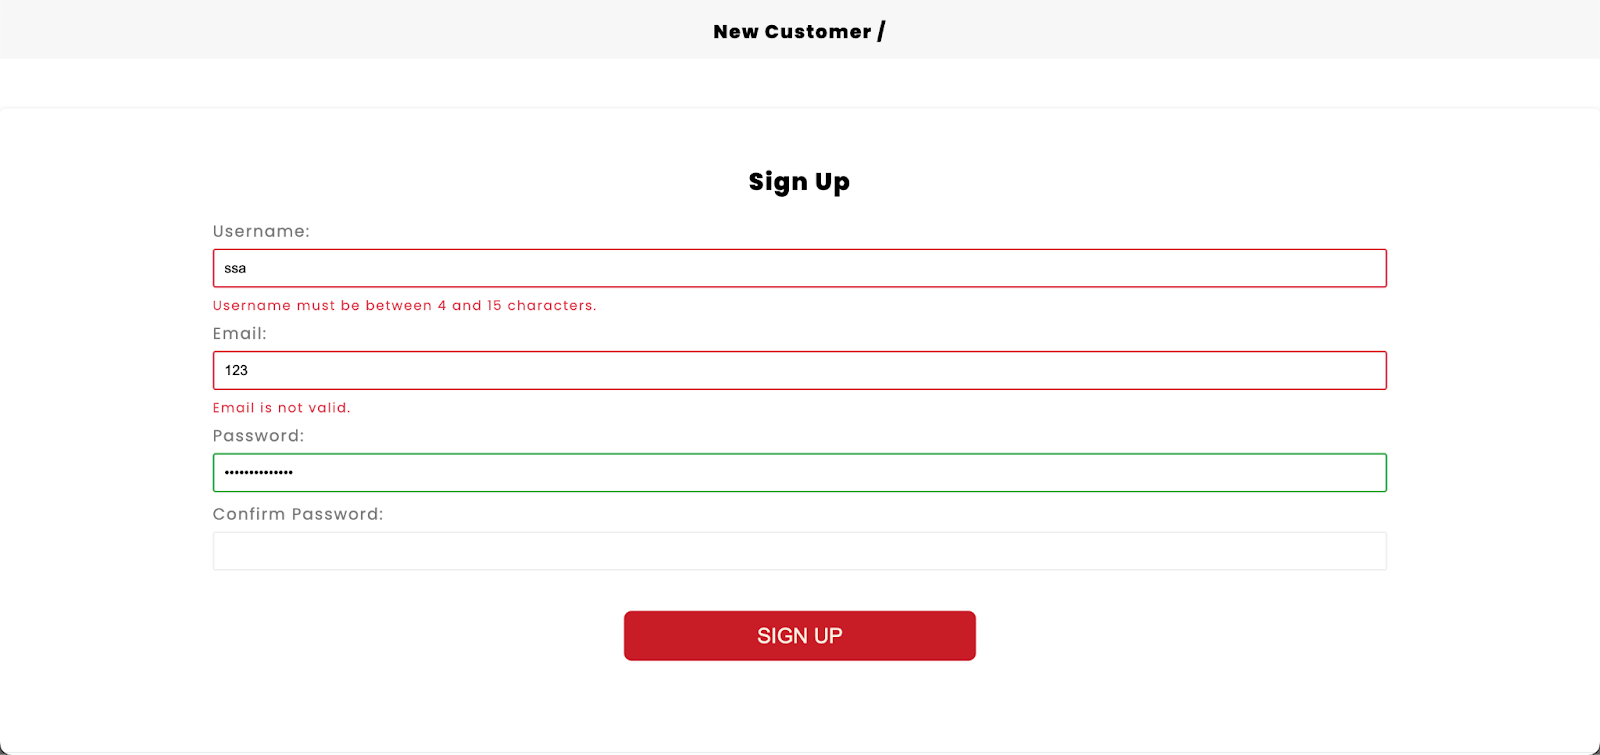 New Customer /
Sign Up
Username:
ssa
Username must be between 4 and 15 characters.
Email:
123
Email is not valid.
Password:
••••••••••••••
Confirm Password:
SIGN UP